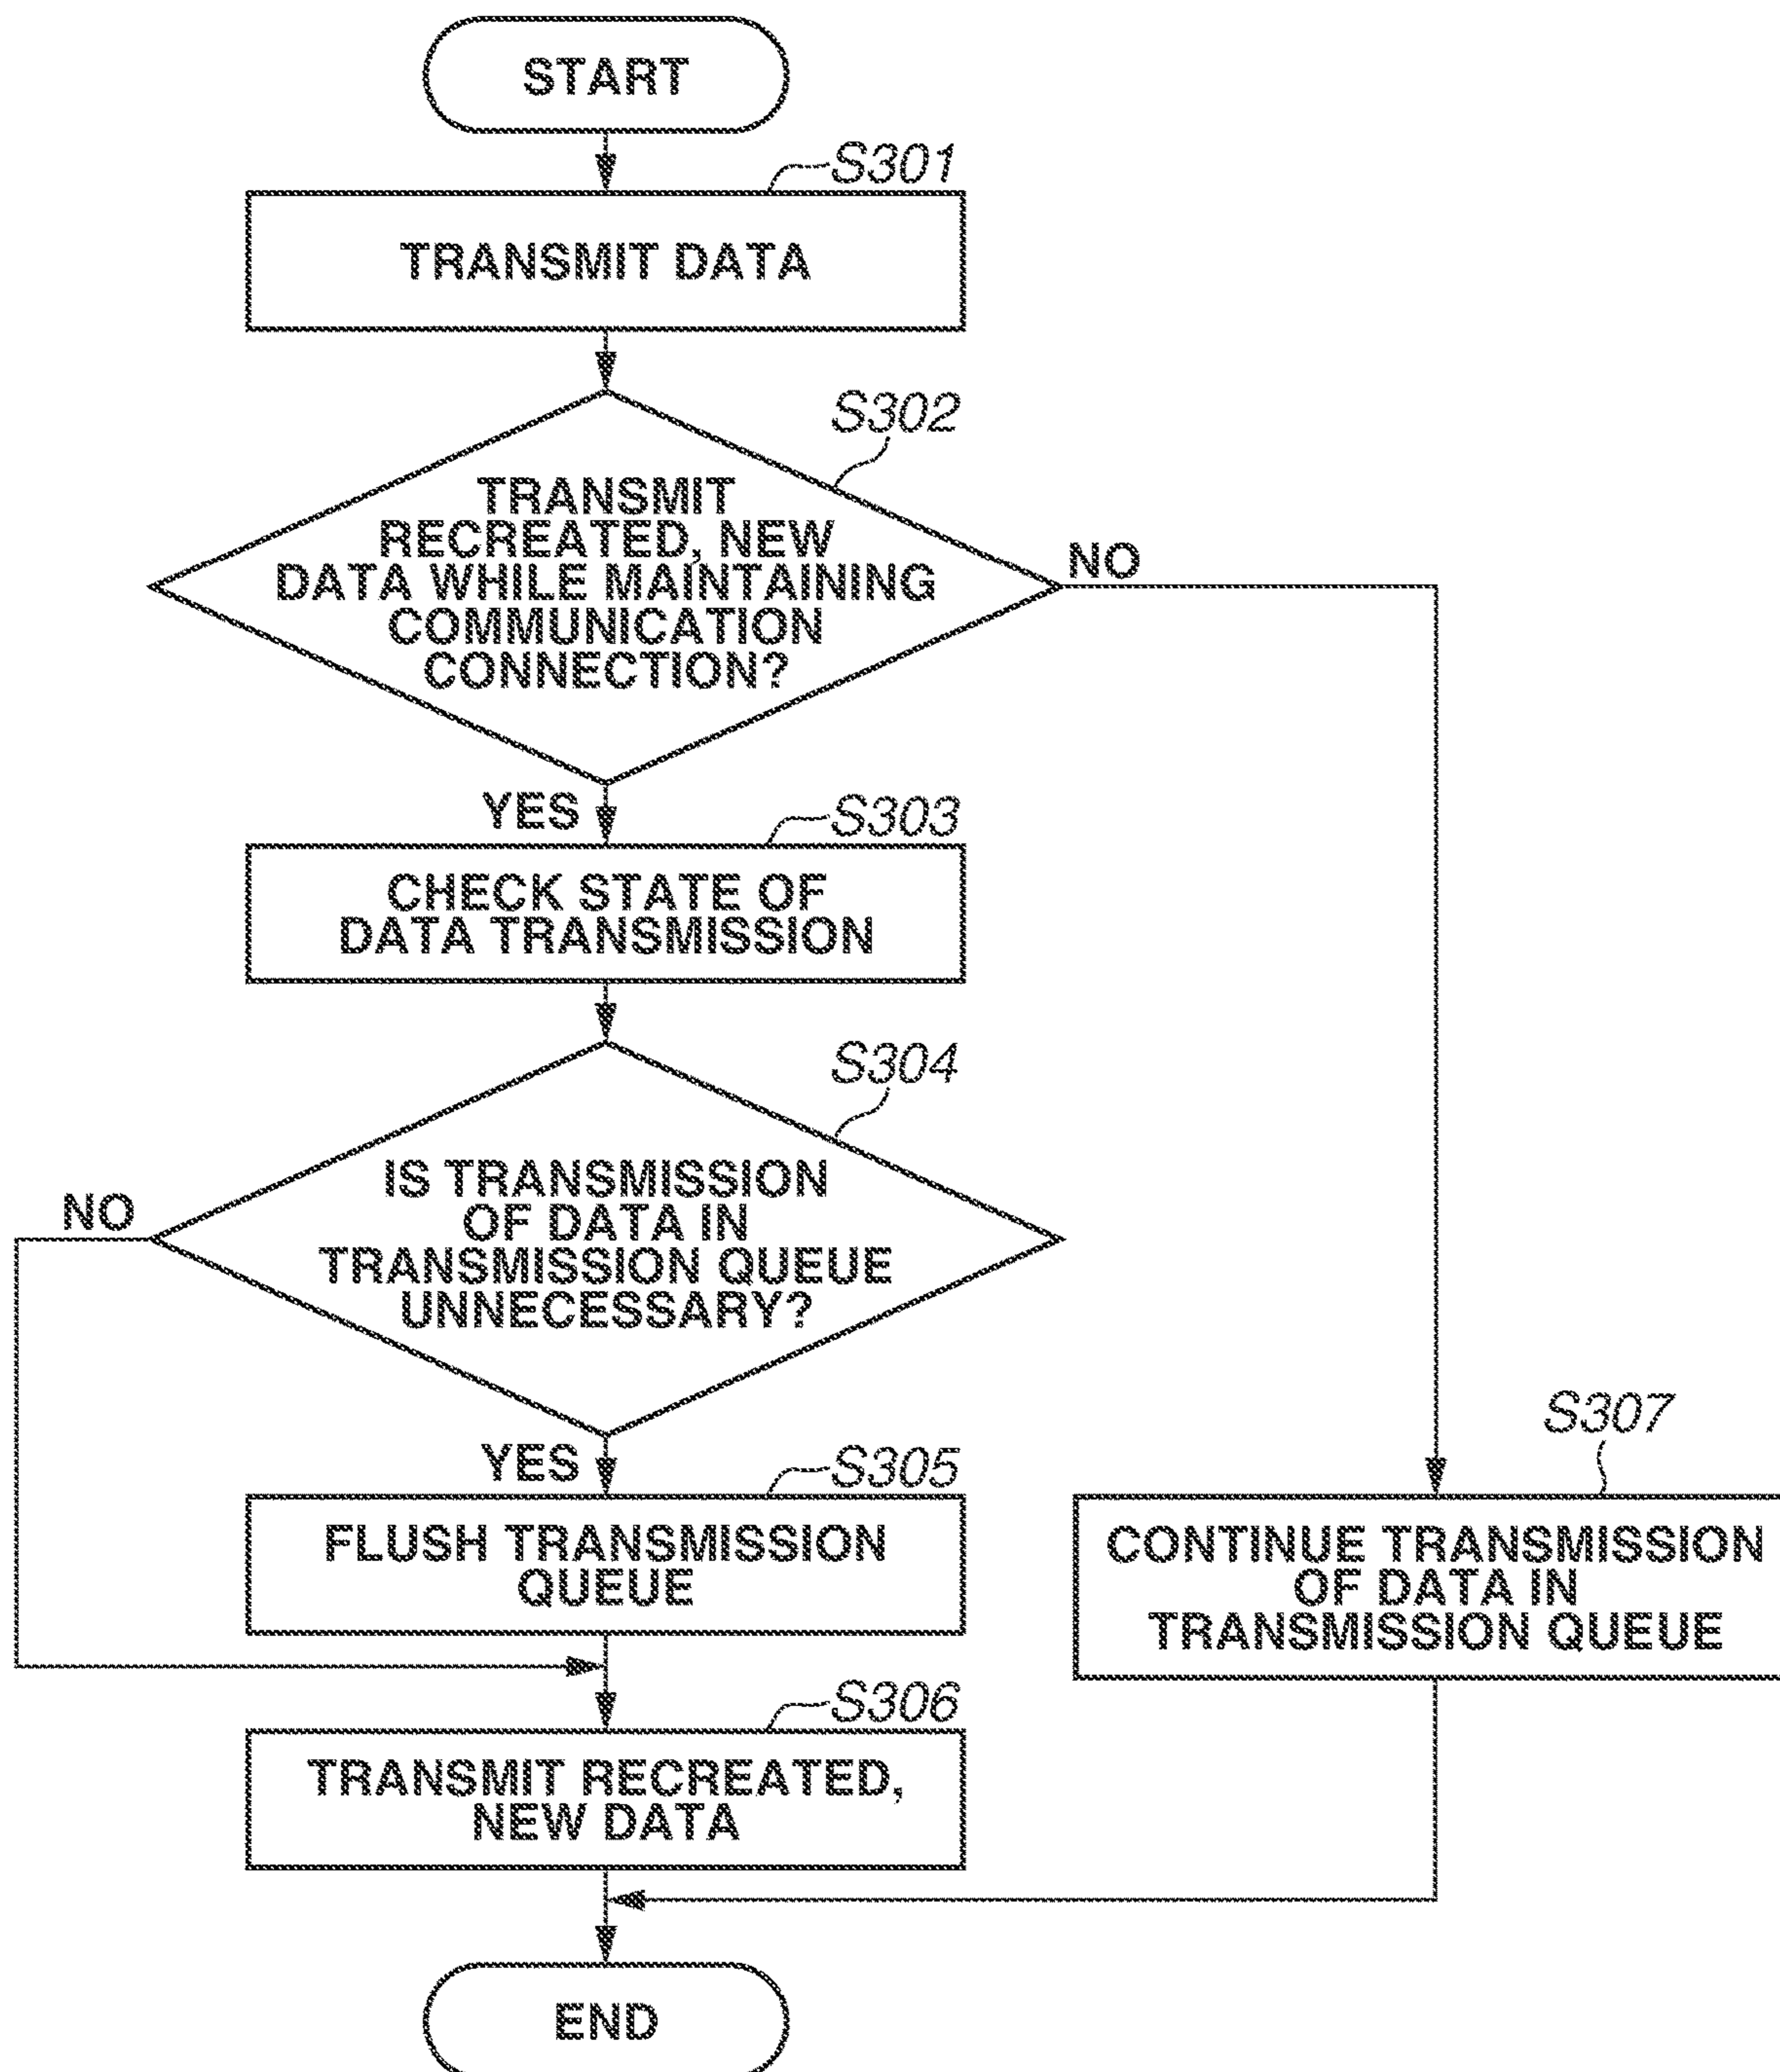 START
S301
TRANSMIT DATA
S302
TRANSMIT
RECREATED, NEW
DATA WHILE MAINTAINING
COMMUNICATION
CONNECTION?
NO
YES
S303
CHECK STATE OF
DATA TRANSMISSION
S304
IS TRANSMISSION
OF DATA IN
TRANSMISSION QUEUE
UNNECESSARY?
NO
YES
S305
FLUSH TRANSMISSION
QUEUE
S307
CONTINUE TRANSMISSION
OF DATA IN
TRANSMISSION QUEUE
S306
TRANSMIT RECREATED,
NEW DATA
END